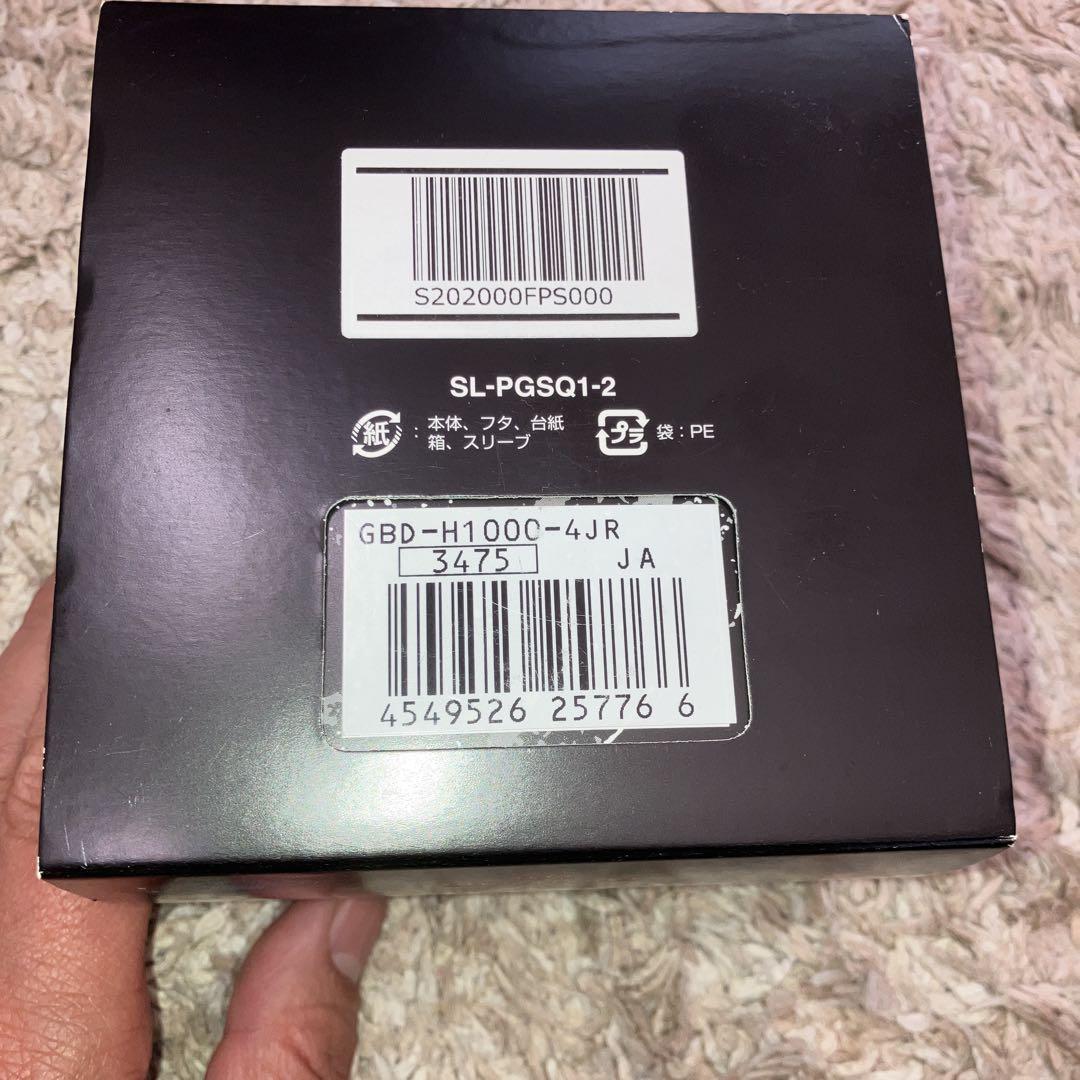 S202000FPS000
SL-PGSQ1-2
紙 : 本体、フタ、台紙
箱、スリーブ
プラ 袋 : PE
GBD-H1000-4JR
3475 JA
4549526 25776 6